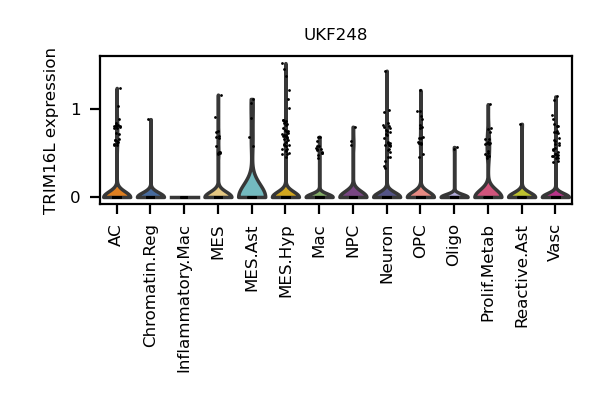 UKF248
TRIM16L expression
1
0
AC
Chromatin.Reg
Inflammatory.Mac
MES
MES.Ast
MES.Hyp
Mac
NPC
Neuron
OPC
Oligo
Prolif.Metab
Reactive.Ast
Vasc